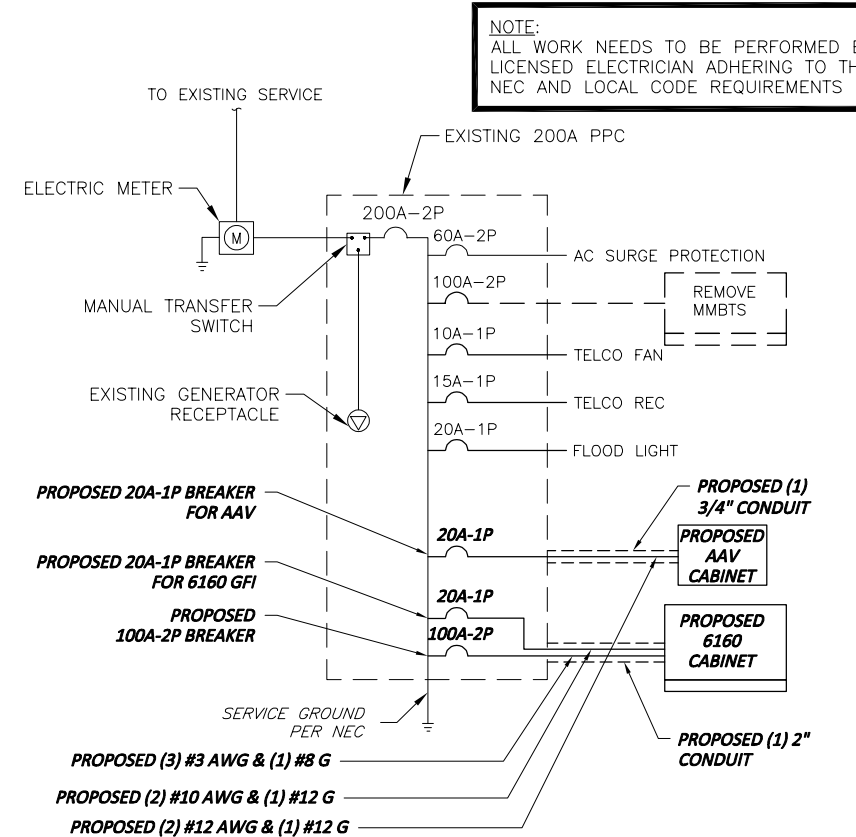 NOTE:
ALL WORK NEEDS TO BE PERFORMED
LICENSED ELECTRICIAN ADHERING TO
NEC AND LOCAL CODE REQUIREMENTS
TO EXISTING SERVICE
EXISTING 200A PPC
ELECTRIC METER
200A-2P
M
60A-2P
AC SURGE PROTECTION
100A-2P
REMOVE
MMBTS
MANUAL TRANSFER
SWITCH
10A-1P
TELCO FAN
15A-1P
TELCO REC
EXISTING GENERATOR
RECEPTACLE
20A-1P
FLOOD LIGHT
PROPOSED 20A-1P BREAKER
FOR AAV
PROPOSED (1)
3/4" CONDUIT
20A-1P
PROPOSED
AAV
CABINET
PROPOSED 20A-1P BREAKER
FOR 6160 GFI
20A-1P
PROPOSED
100A-2P BREAKER
100A-2P
PROPOSED
6160
CABINET
SERVICE GROUND
PER NEC
PROPOSED (1) 2"
CONDUIT
PROPOSED (3) #3 AWG & (1) #8 G
PROPOSED (2) #10 AWG & (1) #12 G
PROPOSED (2) #12 AWG & (1) #12 G